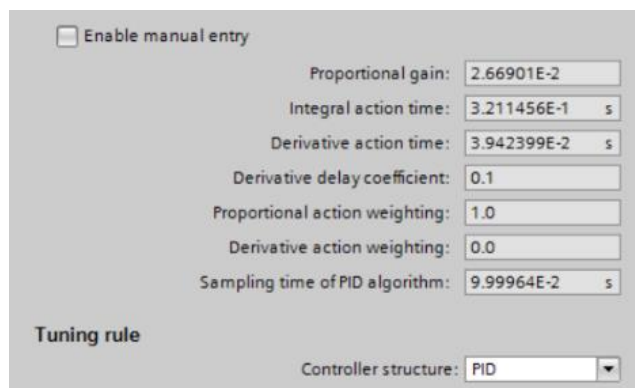 Enable manual entry
Proportional gain: 2.66901E-2
Integral action time: 3.211456E-1 s
Derivative action time: 3.942399E-2 s
Derivative delay coefficient: 0.1
Proportional action weighting: 1.0
Derivative action weighting: 0.0
Sampling time of PID algorithm: 9.99964E-2 s
Tuning rule
Controller structure: PID